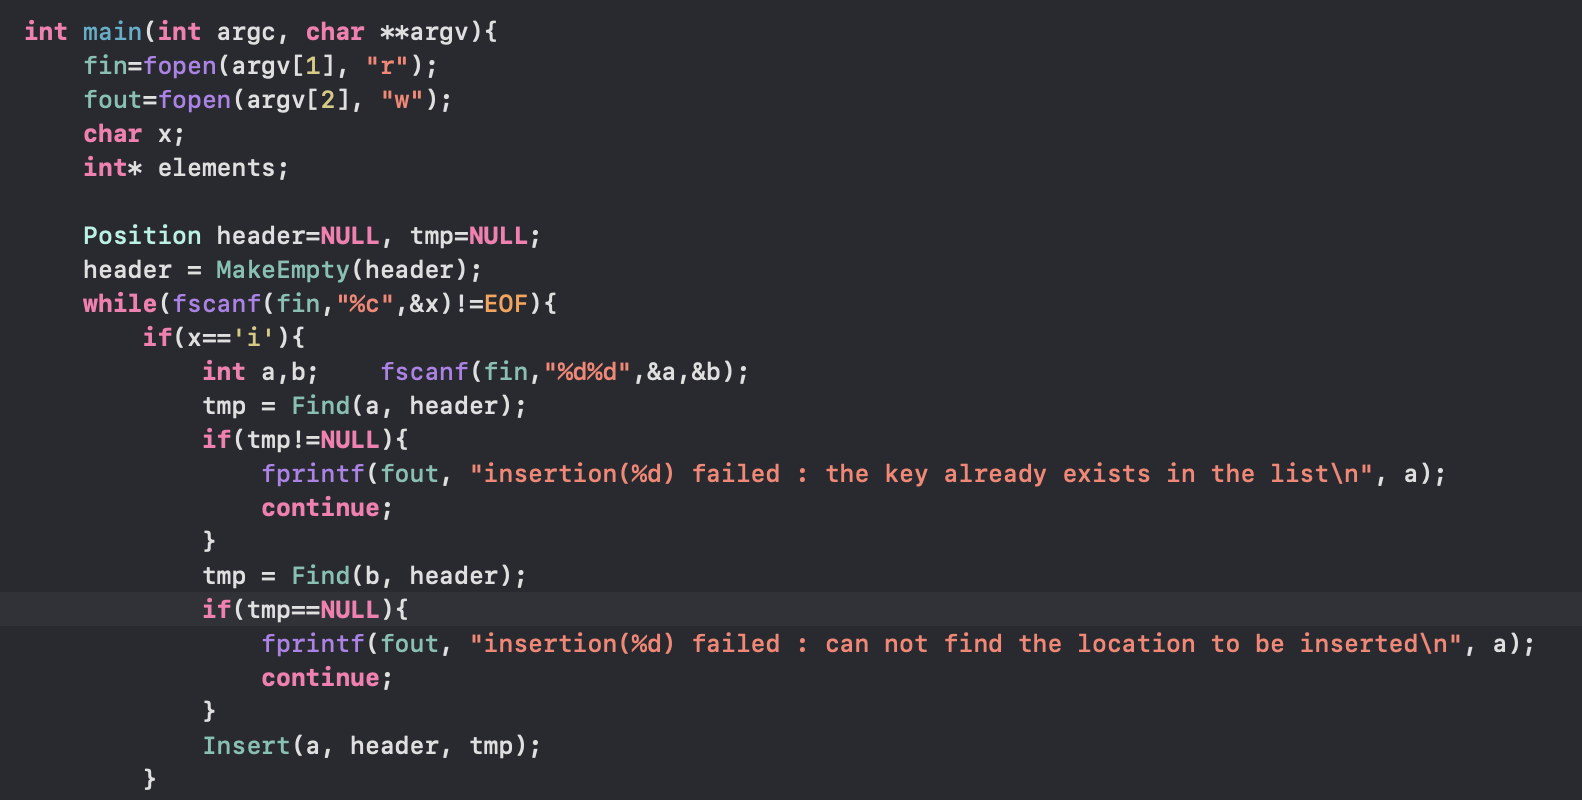 int main(int argc, char **argv){
    fin=fopen(argv[1], "r");
    fout=fopen(argv[2], "w");
    char x;
    int* elements;

    Position header=NULL, tmp=NULL;
    header = MakeEmpty(header);
    while(fscanf(fin,"%c",&x)!=EOF){
        if(x=='i'){
            int a,b;    fscanf(fin,"%d%d",&a,&b);
            tmp = Find(a, header);
            if(tmp!=NULL){
                fprintf(fout, "insertion(%d) failed : the key already exists in the list\n", a);
                continue;
            }
            tmp = Find(b, header);
            if(tmp==NULL){
                fprintf(fout, "insertion(%d) failed : can not find the location to be inserted\n", a);
                continue;
            }
            Insert(a, header, tmp);
        }